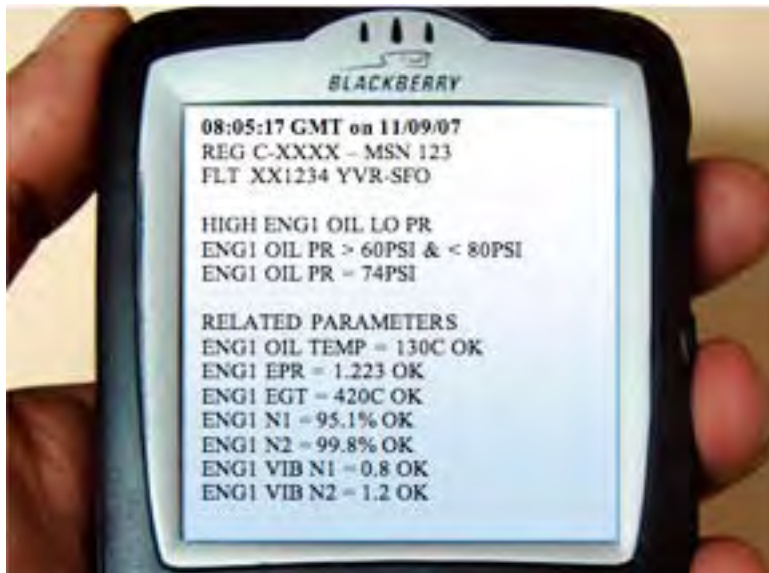 BLACKBERRY
08:05:17 GMT on 11/09/07
REG C-XXXX – MSN 123
FLT XX1234 YVR-SFO
HIGH ENG1 OIL LO PR
ENG1 OIL PR > 60PSI & < 80PSI
ENG1 OIL PR = 74PSI
RELATED PARAMETERS
ENG1 OIL TEMP = 130C OK
ENG1 EPR = 1.223 OK
ENG1 EGT = 420C OK
ENG1 N1 = 95.1% OK
ENG1 N2 = 99.8% OK
ENG1 VIB N1 = 0.8 OK
ENG1 VIB N2 = 1.2 OK